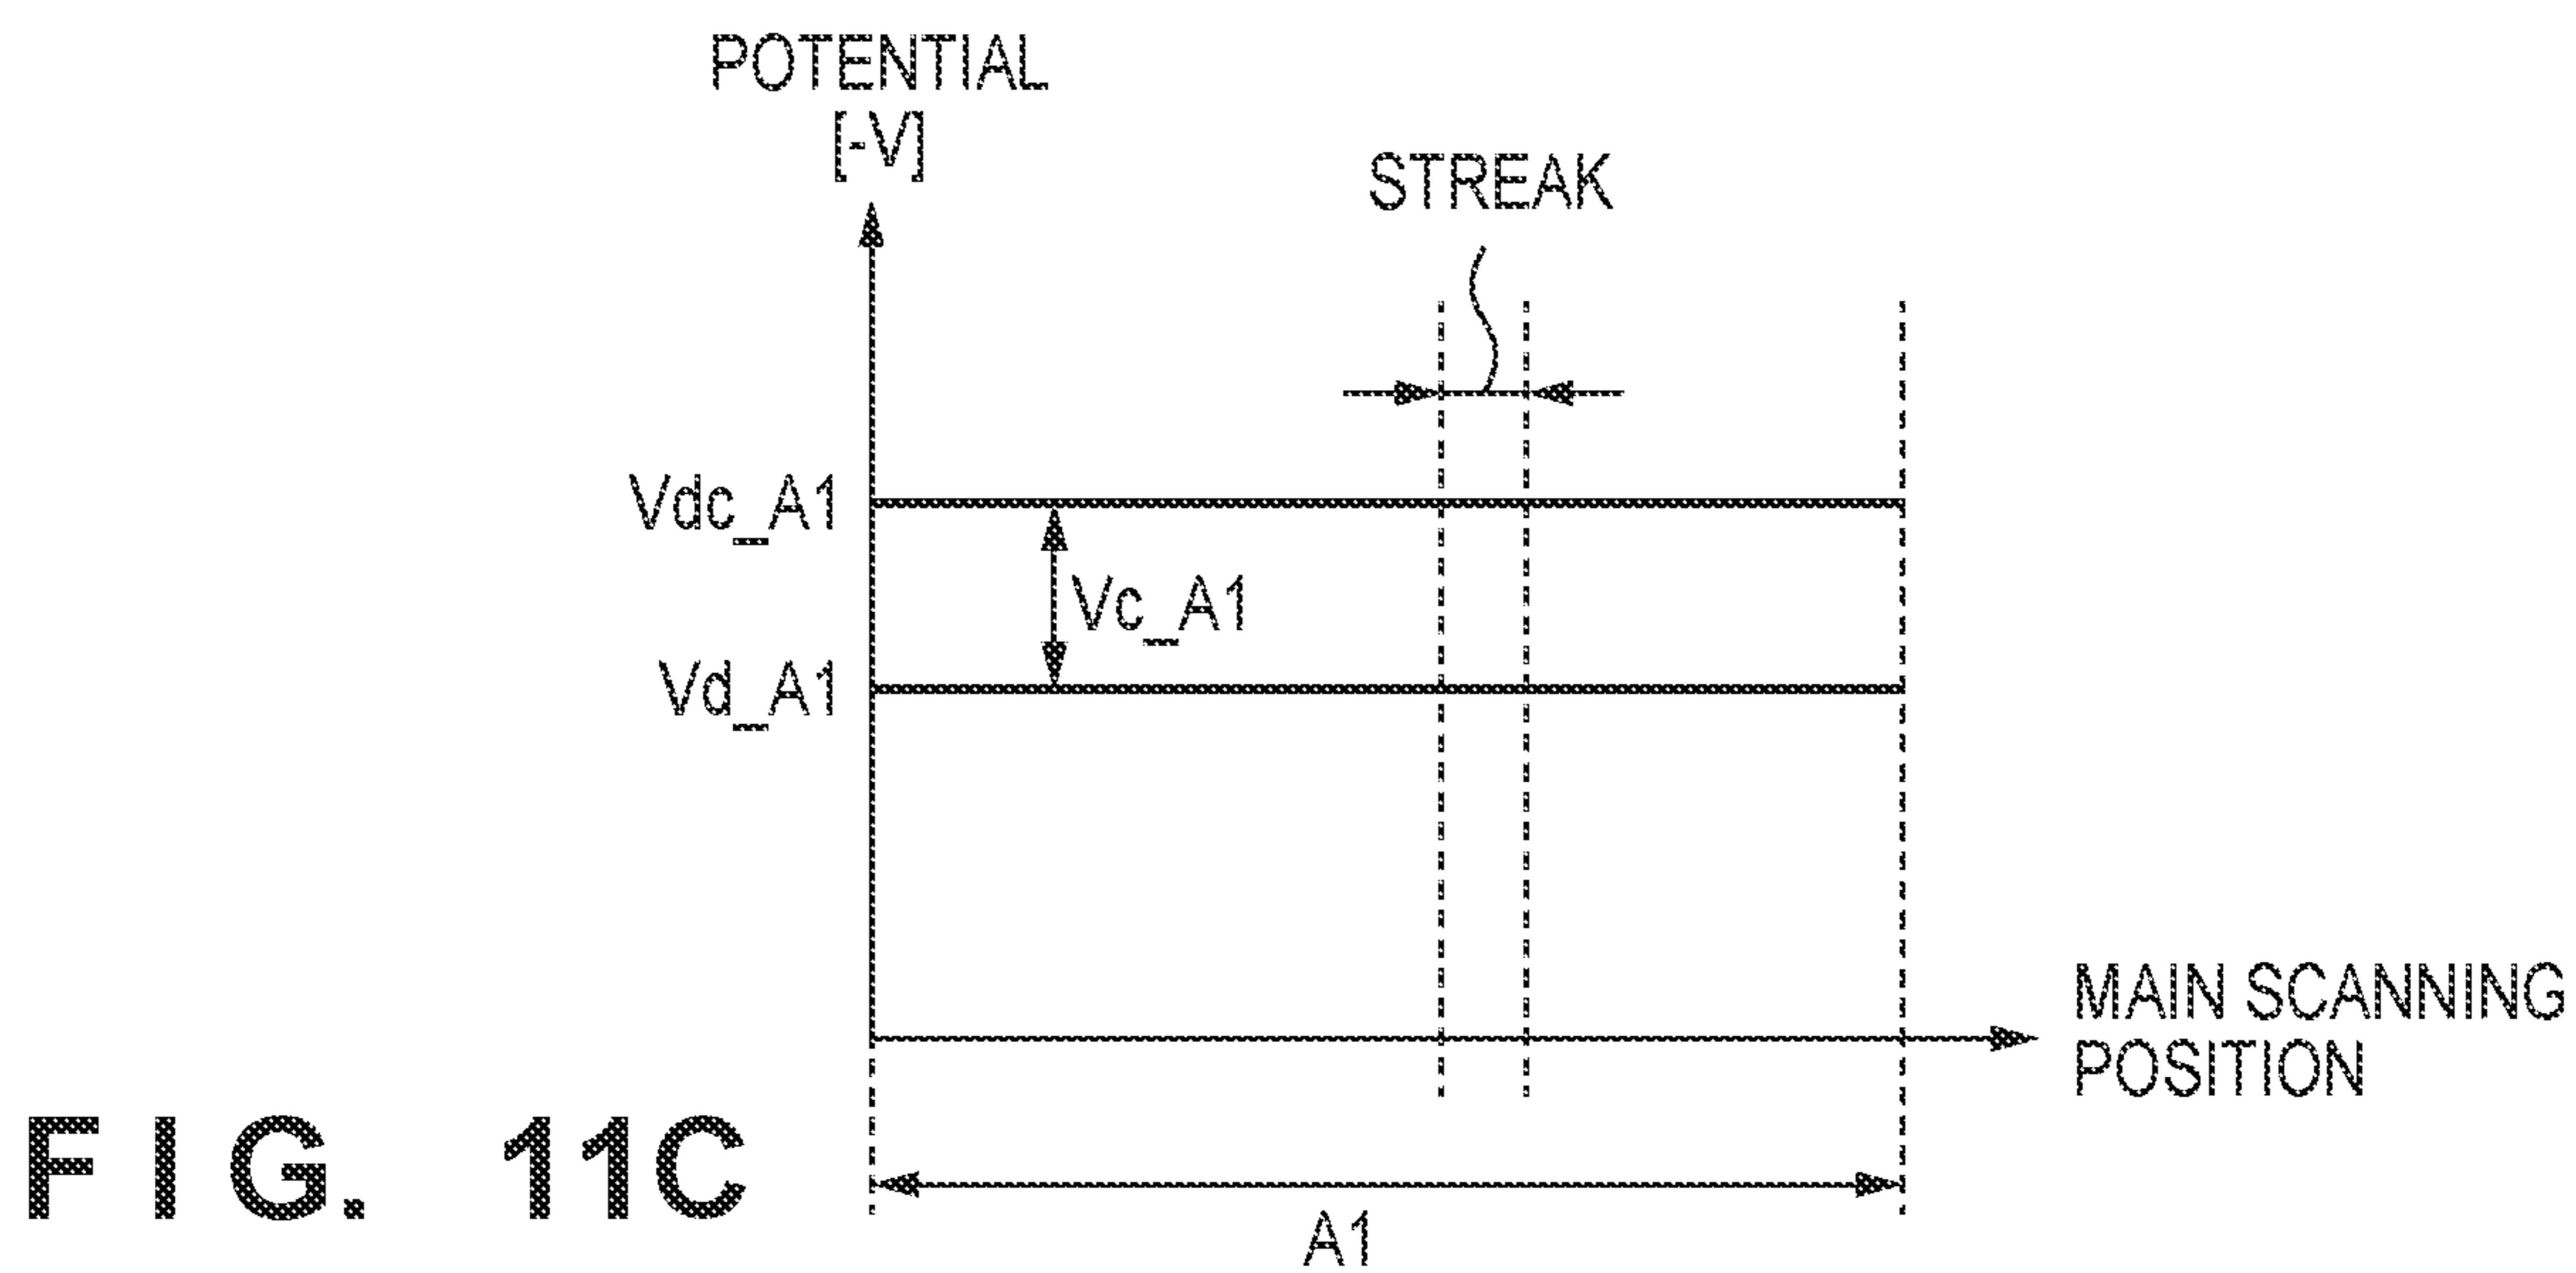 POTENTIAL
[-V]
STREAK
Vdc_A1
Vc_A1
Vd_A1
MAIN SCANNING
POSITION
FIG. 11C
A1